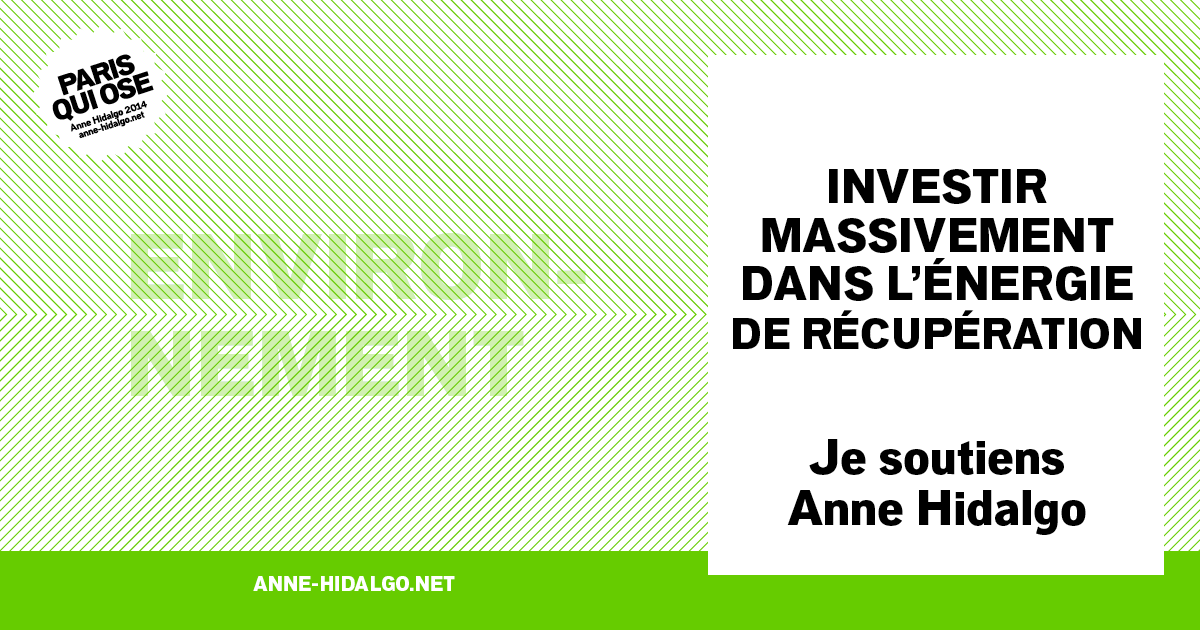 PARIS
QUI OSE
Anne Hidalgo 2014
anne-hidalgo.net
ENVIRON-
NEMENT
INVESTIR
MASSIVEMENT
DANS L’ÉNERGIE
DE RÉCUPÉRATION
Je soutiens
Anne Hidalgo
ANNE-HIDALGO.NET